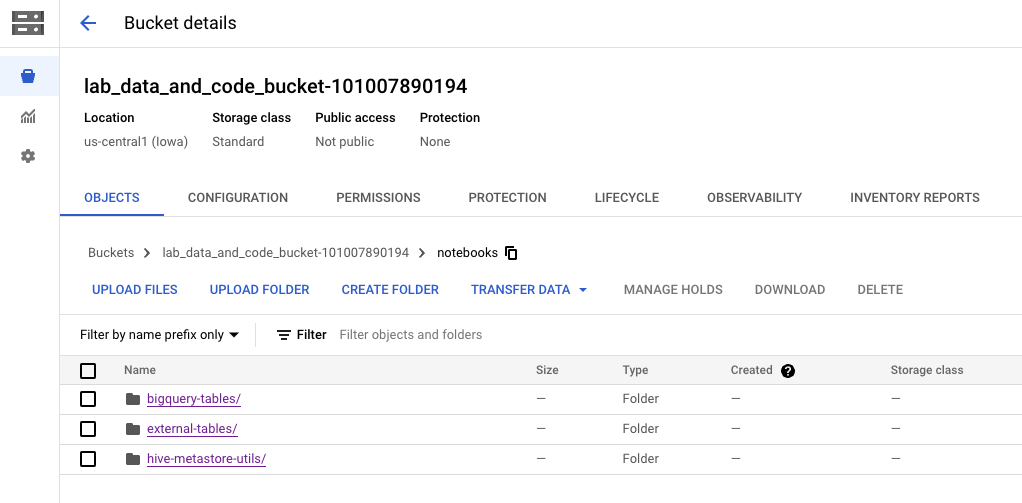 Bucket details
lab_data_and_code_bucket-101007890194
Location Storage class Public access Protection
us-central1 (Iowa) Standard Not public None
OBJECTS CONFIGURATION PERMISSIONS PROTECTION LIFECYCLE OBSERVABILITY INVENTORY REPORTS
Buckets > lab_data_and_code_bucket-101007890194 > notebooks
UPLOAD FILES UPLOAD FOLDER CREATE FOLDER TRANSFER DATA MANAGE HOLDS DOWNLOAD DELETE
Filter by name prefix only Filter Filter objects and folders
Name Size Type Created ? Storage class
bigquery-tables/ — Folder — —
external-tables/ — Folder — —
hive-metastore-utils/ — Folder — —